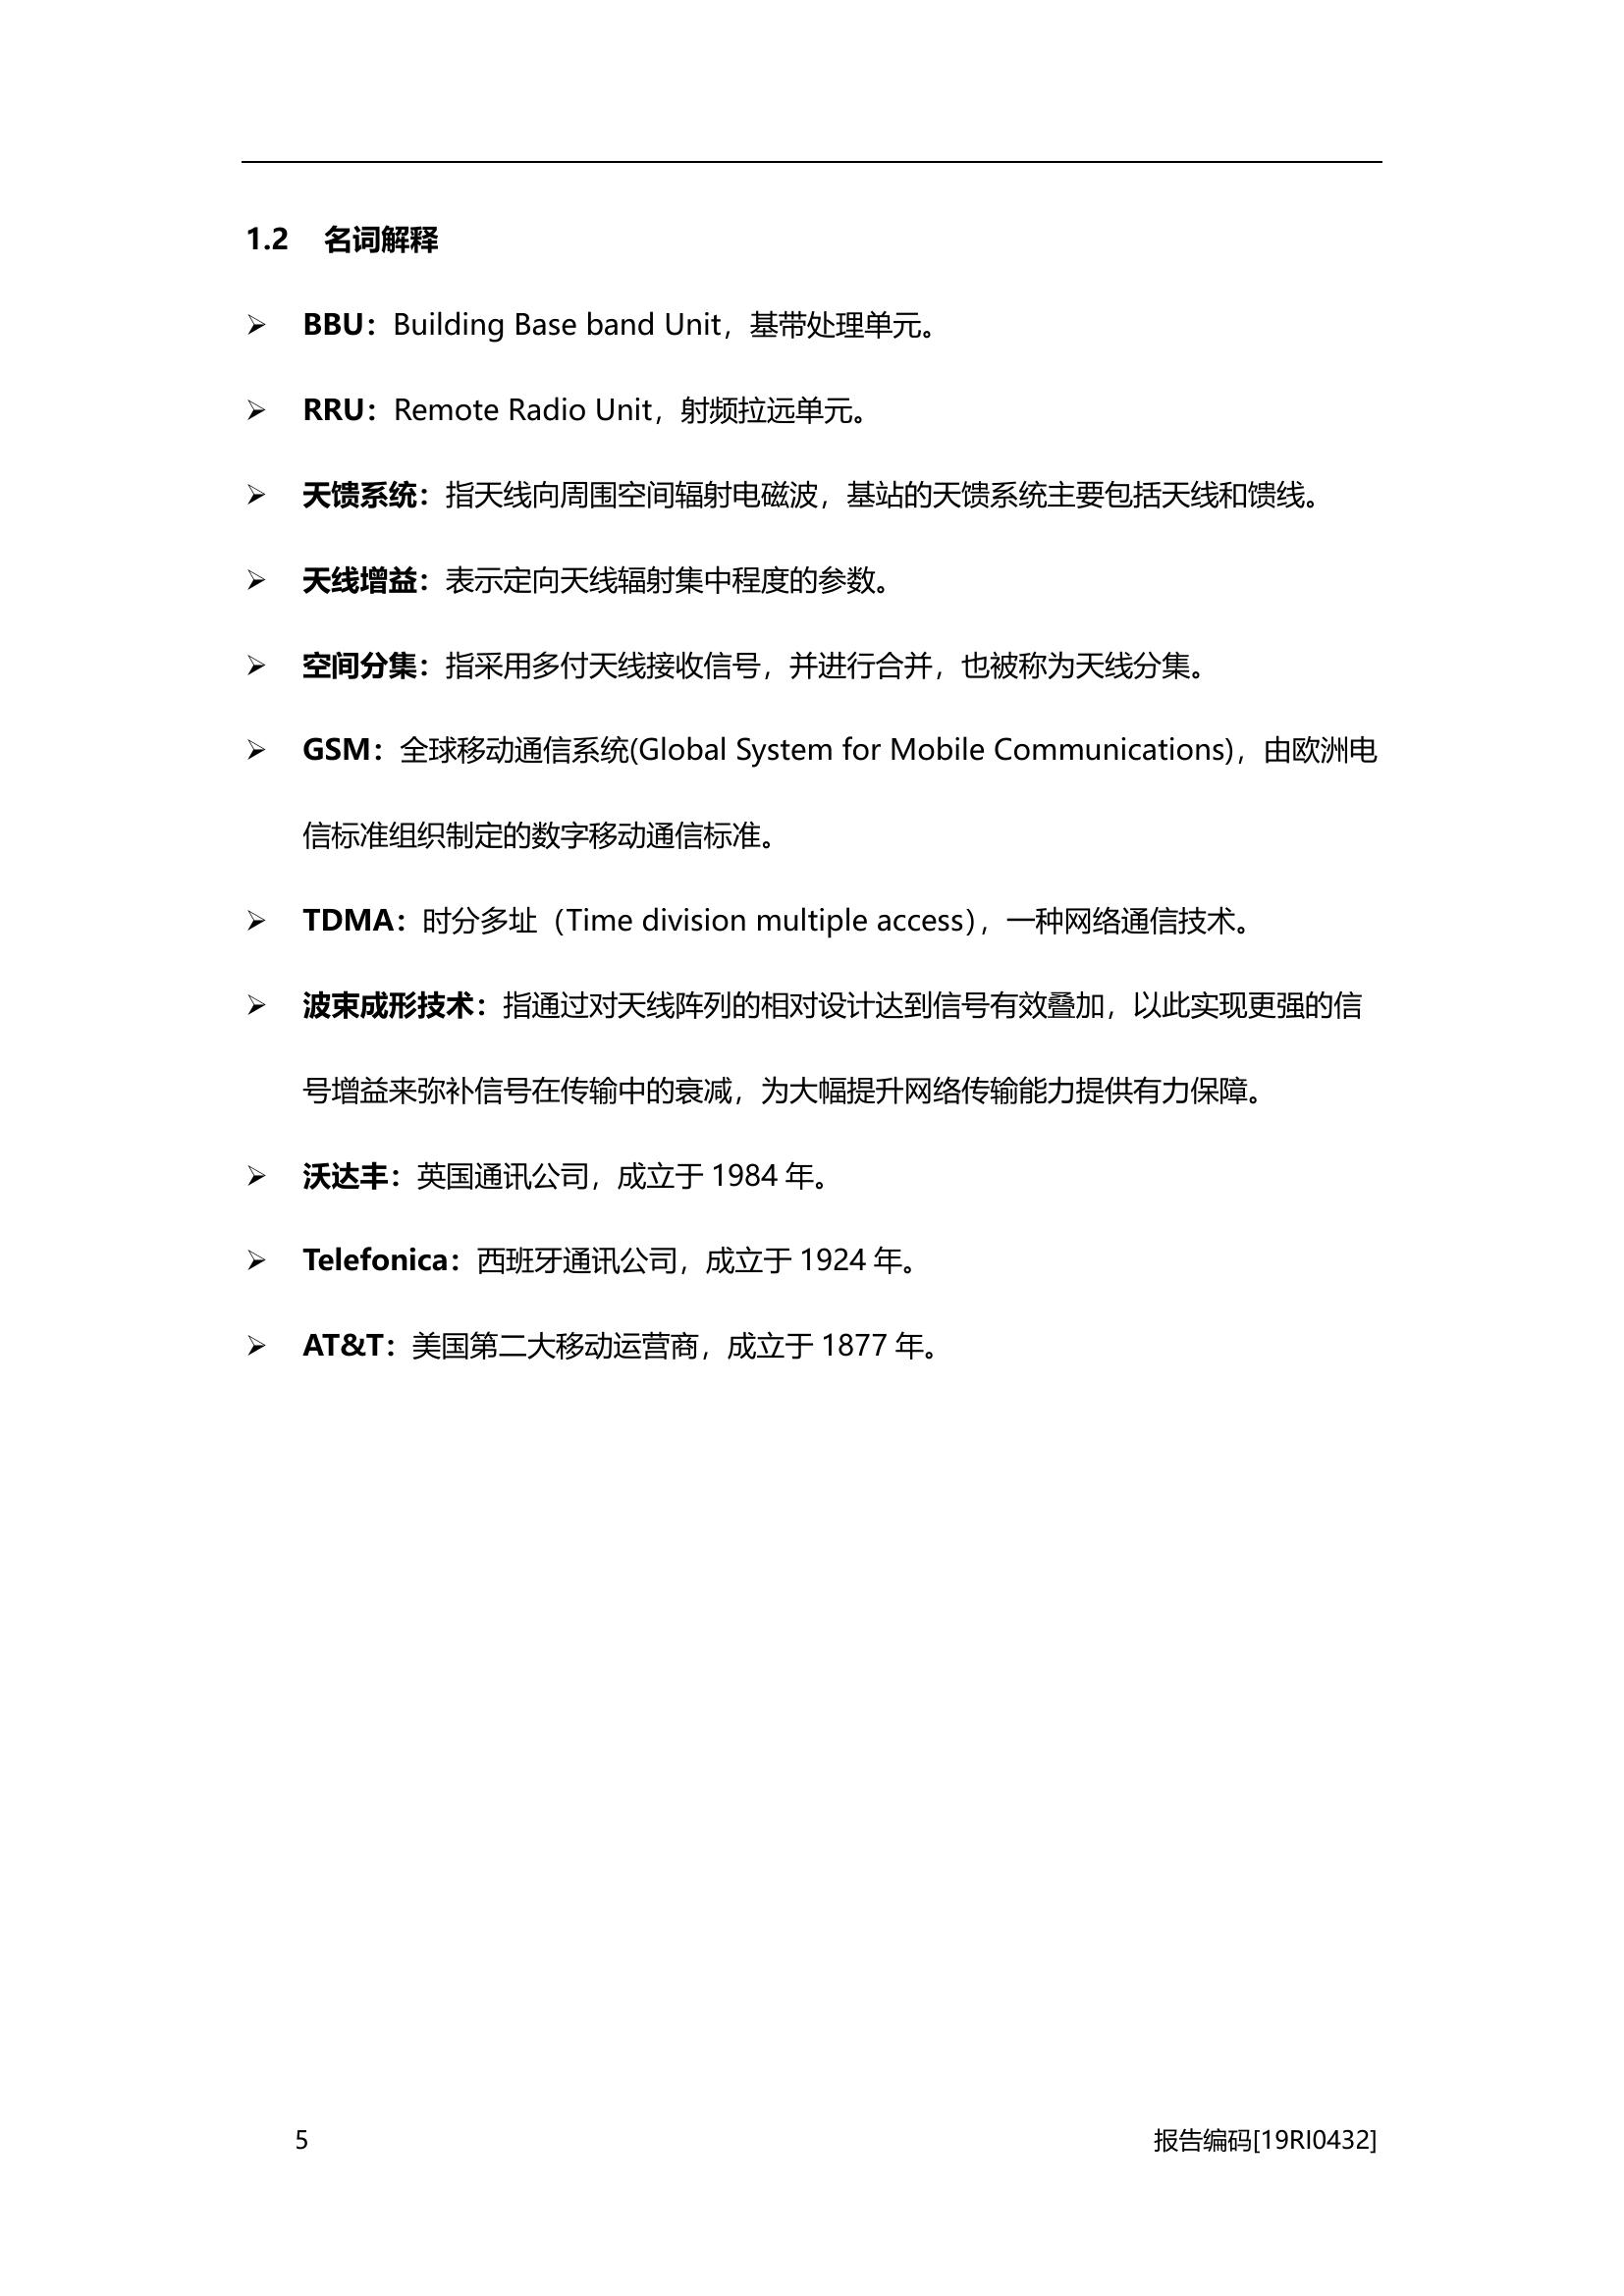 1.2 名词解释
➢ BBU：Building Base band Unit，基带处理单元。
➢ RRU：Remote Radio Unit，射频拉远单元。
➢ 天馈系统：指天线向周围空间辐射电磁波，基站的天馈系统主要包括天线和馈线。
➢ 天线增益：表示定向天线辐射集中程度的参数。
➢ 空间分集：指采用多付天线接收信号，并进行合并，也被称为天线分集。
➢ GSM：全球移动通信系统(Global System for Mobile Communications)，由欧洲电
信标准组织制定的数字移动通信标准。
➢ TDMA：时分多址（Time division multiple access），一种网络通信技术。
➢ 波束成形技术：指通过对天线阵列的相对设计达到信号有效叠加，以此实现更强的信
号增益来弥补信号在传输中的衰减，为大幅提升网络传输能力提供有力保障。
➢ 沃达丰：英国通讯公司，成立于 1984 年。
➢ Telefonica：西班牙通讯公司，成立于 1924 年。
➢ AT&T：美国第二大移动运营商，成立于 1877 年。
5 报告编码[19RI0432]